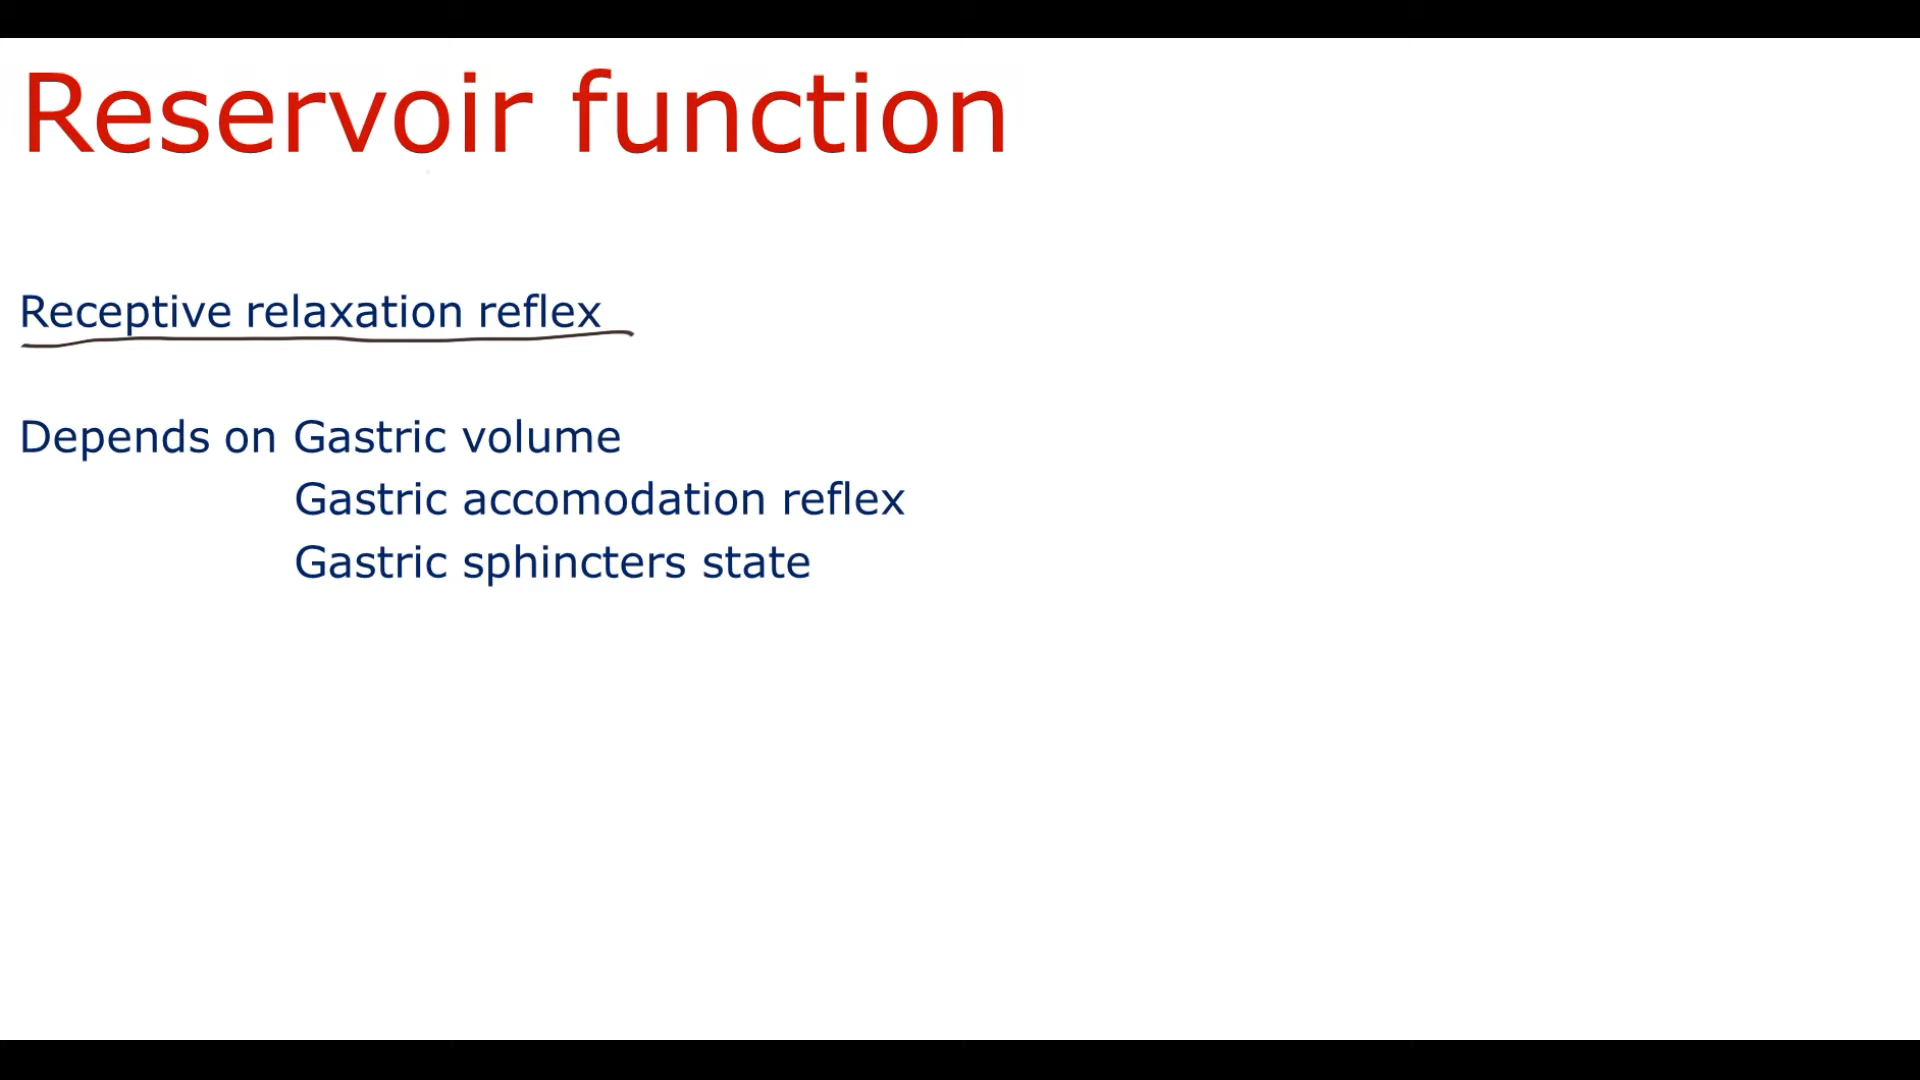 Reservoir function
Receptive relaxation reflex
Depends on Gastric volume
Gastric accomodation reflex
Gastric sphincters state